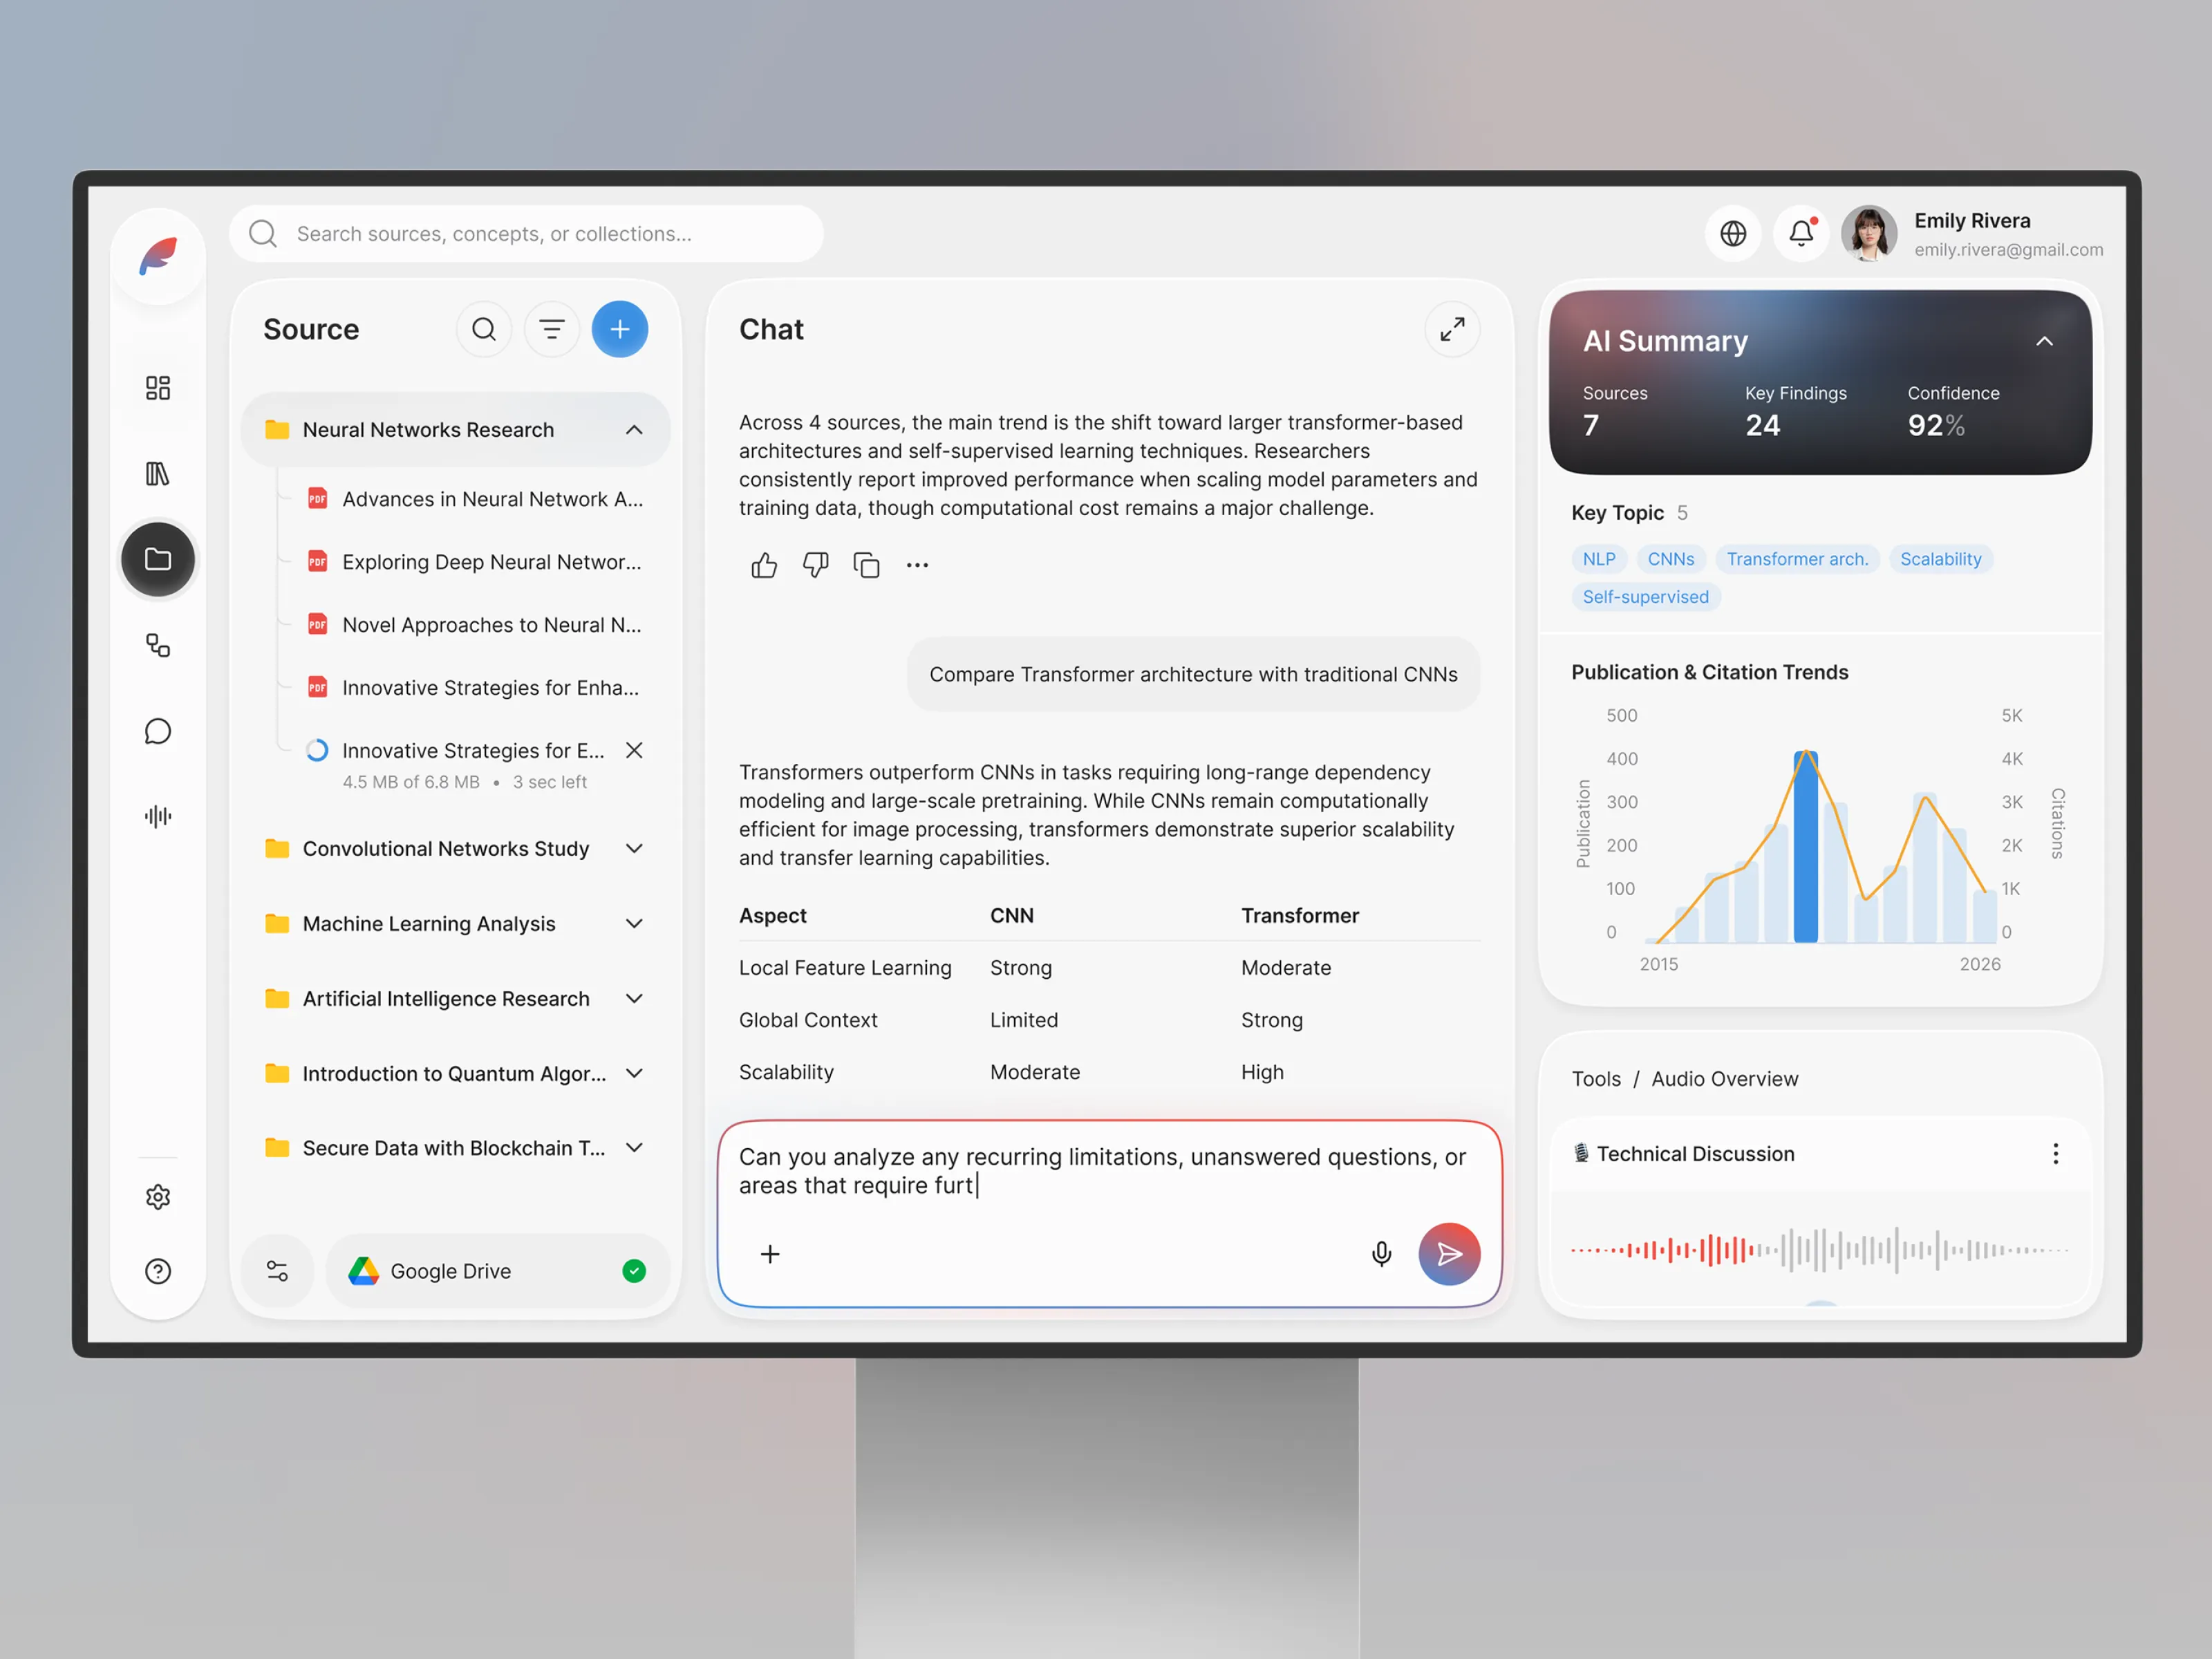 Search sources, concepts, or collections...
Emily Rivera
emily.rivera@gmail.com
Source
Neural Networks Research
PDF Advances in Neural Network A...
PDF Exploring Deep Neural Networ...
PDF Novel Approaches to Neural N...
PDF Innovative Strategies for Enha...
Innovative Strategies for E...
4.5 MB of 6.8 MB • 3 sec left
Convolutional Networks Study
Machine Learning Analysis
Artificial Intelligence Research
Introduction to Quantum Algor...
Secure Data with Blockchain T...
Google Drive
Chat
Across 4 sources, the main trend is the shift toward larger transformer-based
architectures and self-supervised learning techniques. Researchers
consistently report improved performance when scaling model parameters and
training data, though computational cost remains a major challenge.
Compare Transformer architecture with traditional CNNs
Transformers outperform CNNs in tasks requiring long-range dependency
modeling and large-scale pretraining. While CNNs remain computationally
efficient for image processing, transformers demonstrate superior scalability
and transfer learning capabilities.
Aspect CNN Transformer
Local Feature Learning Strong Moderate
Global Context Limited Strong
Scalability Moderate High
Can you analyze any recurring limitations, unanswered questions, or
areas that require furt
AI Summary
Sources Key Findings Confidence
7 24 92%
Key Topic 5
NLP CNNs Transformer arch. Scalability
Self-supervised
Publication & Citation Trends
500 5K
400 4K
300 3K
200 2K
100 1K
0 0
Publication
Citations
2015 2026
Tools / Audio Overview
Technical Discussion